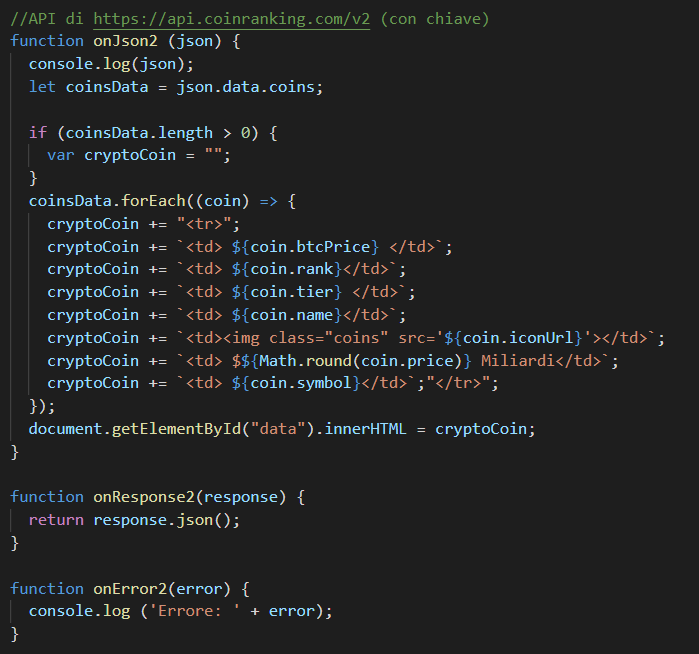 //API di https://api.coinranking.com/v2 (con chiave)
function onJson2 (json) {
  console.log(json);
  let coinsData = json.data.coins;

  if (coinsData.length > 0) {
    var cryptoCoin = "";
  }
  coinsData.forEach((coin) => {
    cryptoCoin += "<tr>";
    cryptoCoin += `<td> ${coin.btcPrice} </td>`;
    cryptoCoin += `<td> ${coin.rank}</td>`;
    cryptoCoin += `<td> ${coin.tier} </td>`;
    cryptoCoin += `<td> ${coin.name}</td>`;
    cryptoCoin += `<td><img class="coins" src='${coin.iconUrl}'></td>`;
    cryptoCoin += `<td> $${Math.round(coin.price)} Miliardi</td>`;
    cryptoCoin += `<td> ${coin.symbol}</td>`;"</tr>";
  });
  document.getElementById("data").innerHTML = cryptoCoin;
}

function onResponse2(response) {
  return response.json();
}

function onError2(error) {
  console.log ('Errore: ' + error);
}